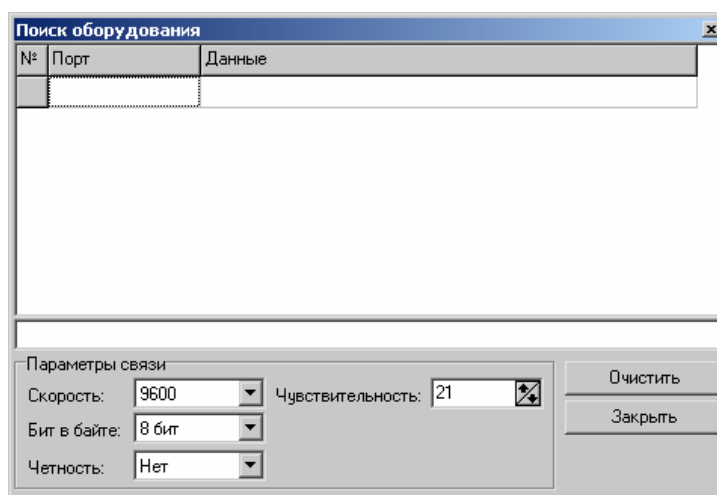 Поиск оборудования
№ Порт Данные
Параметры связи
Скорость: 9600 Чувствительность: 21
Бит в байте: 8 бит
Четность: Нет
Очистить
Закрыть